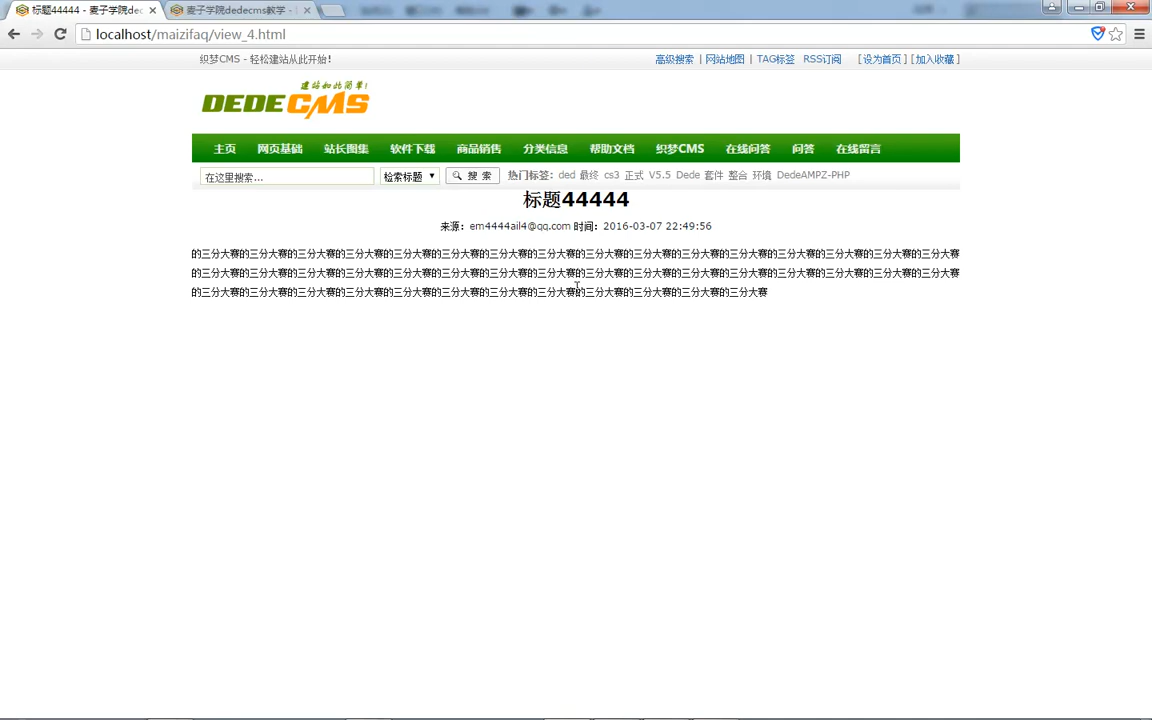 标题44444 - 麦子学院dedec
麦子学院dedecms教学 -
localhost/maizifaq/view_4.html
织梦CMS - 轻松建站从此开始！
高级搜索 | 网站地图 | TAG标签 RSS订阅 [设为首页] [加入收藏]
建站如此简单!
DEDECMS
主页 网页基础 站长图集 软件下载 商品销售 分类信息 帮助文档 织梦CMS 在线问答 问答 在线留言
在这里搜索... 检索标题 搜 索 热门标签： ded 最终 cs3 正式 V5.5 Dede 套件 整合 环境 DedeAMPZ-PHP
标题44444
来源：em4444ail4@qq.com 时间：2016-03-07 22:49:56
的三分大赛的三分大赛的三分大赛的三分大赛的三分大赛的三分大赛的三分大赛的三分大赛的三分大赛的三分大赛的三分大赛的三分大赛的三分大赛的三分大赛的三分大赛的三分大赛
的三分大赛的三分大赛的三分大赛的三分大赛的三分大赛的三分大赛的三分大赛的三分大赛的三分大赛的三分大赛的三分大赛的三分大赛的三分大赛的三分大赛的三分大赛的三分大赛
的三分大赛的三分大赛的三分大赛的三分大赛的三分大赛的三分大赛的三分大赛的三分大赛的三分大赛的三分大赛的三分大赛的三分大赛